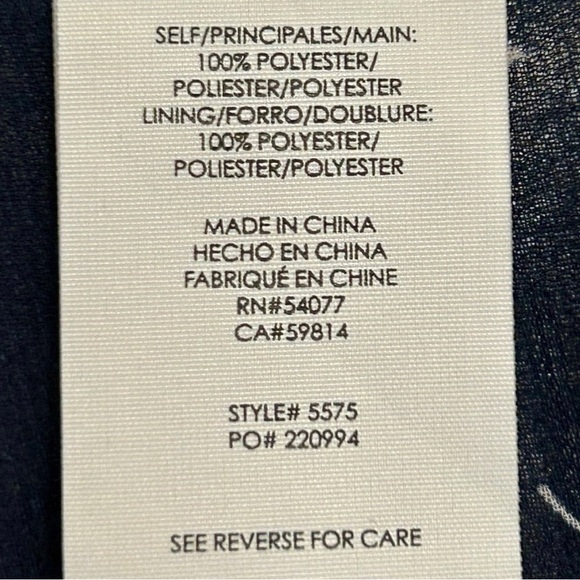 SELF/PRINCIPALES/MAIN:
100% POLYESTER/
POLIESTER/POLYESTER
LINING/FORRO/DOUBLURE:
100% POLYESTER/
POLIESTER/POLYESTER
MADE IN CHINA
HECHO EN CHINA
FABRIQUÉ EN CHINE
RN#54077
CA#59814
STYLE# 5575
PO# 220994
SEE REVERSE FOR CARE